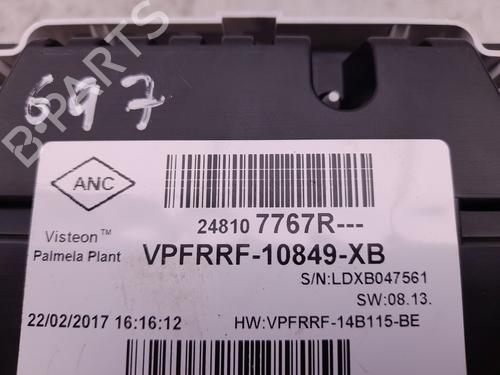 B-PARTS
697
ANC
Visteon™
Palmela Plant
24810 7767R---
VPFRRF-10849-XB
S/N:LDXB047561
SW:08.13.
22/02/2017 16:16:12
HW:VPFRRF-14B115-BE